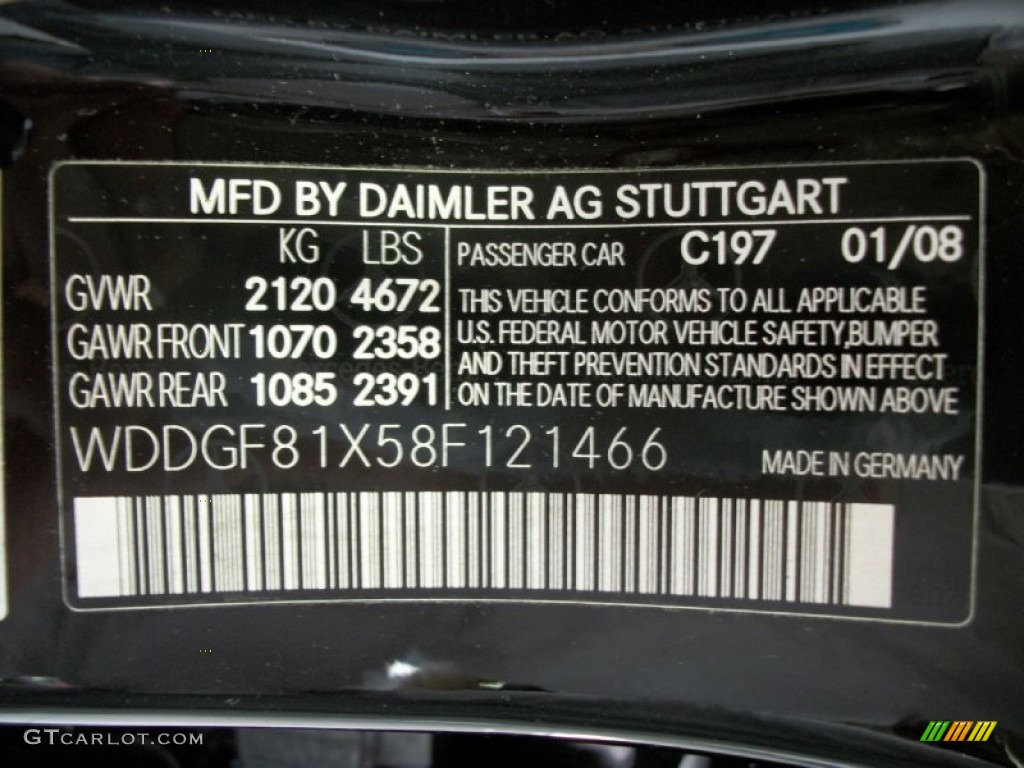 MFD BY DAIMLER AG STUTTGART
KG LBS
GVWR 2120 4672
GAWR FRONT 1070 2358
GAWR REAR 1085 2391
PASSENGER CAR C197 01/08
THIS VEHICLE CONFORMS TO ALL APPLICABLE
U.S. FEDERAL MOTOR VEHICLE SAFETY,BUMPER
AND THEFT PREVENTION STANDARDS IN EFFECT
ON THE DATE OF MANUFACTURE SHOWN ABOVE
WDDGF81X58F121466
MADE IN GERMANY
GTCARLOT.COM